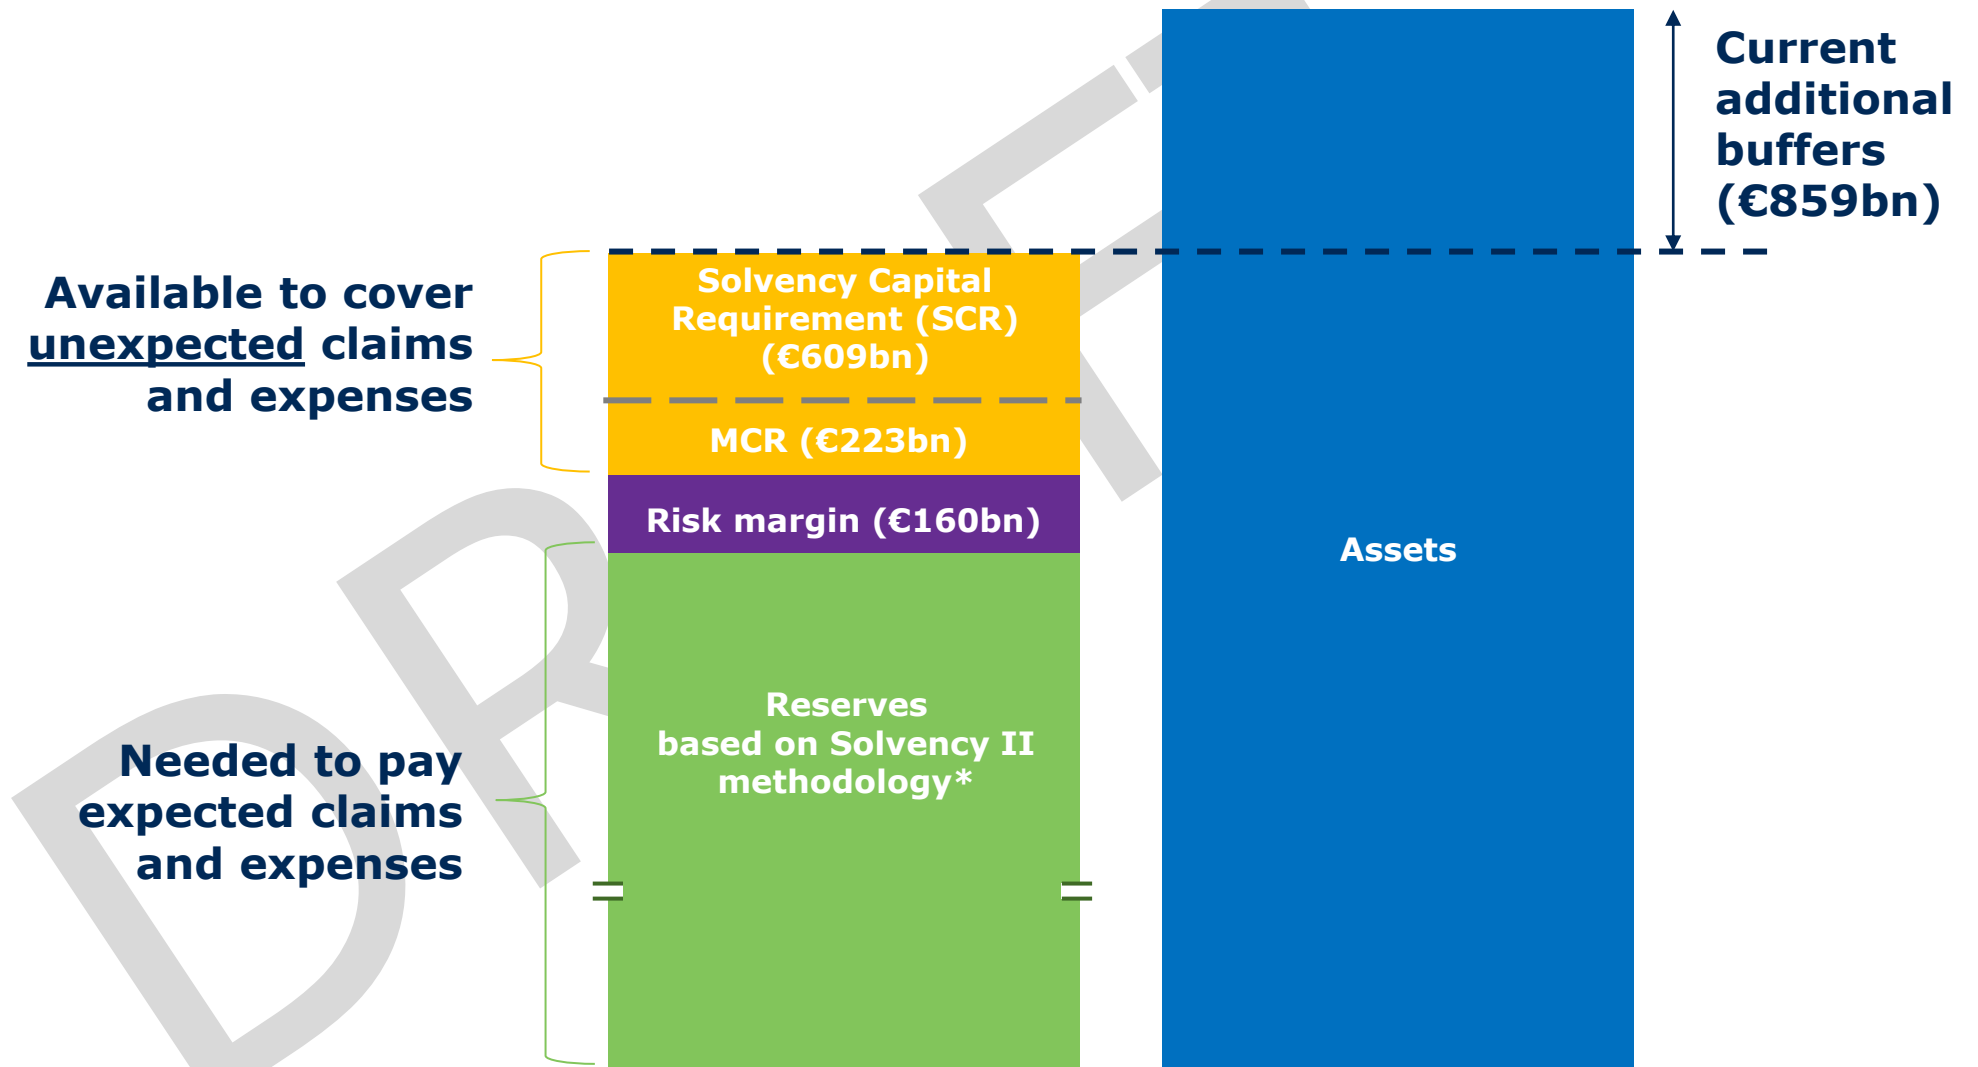 Current
additional
buffers
(€859bn)
Available to cover
unexpected claims
and expenses
Solvency Capital
Requirement (SCR)
(€609bn)
MCR (€223bn)
Risk margin (€160bn)
Assets
Needed to pay
expected claims
and expenses
Reserves
based on Solvency II
methodology*